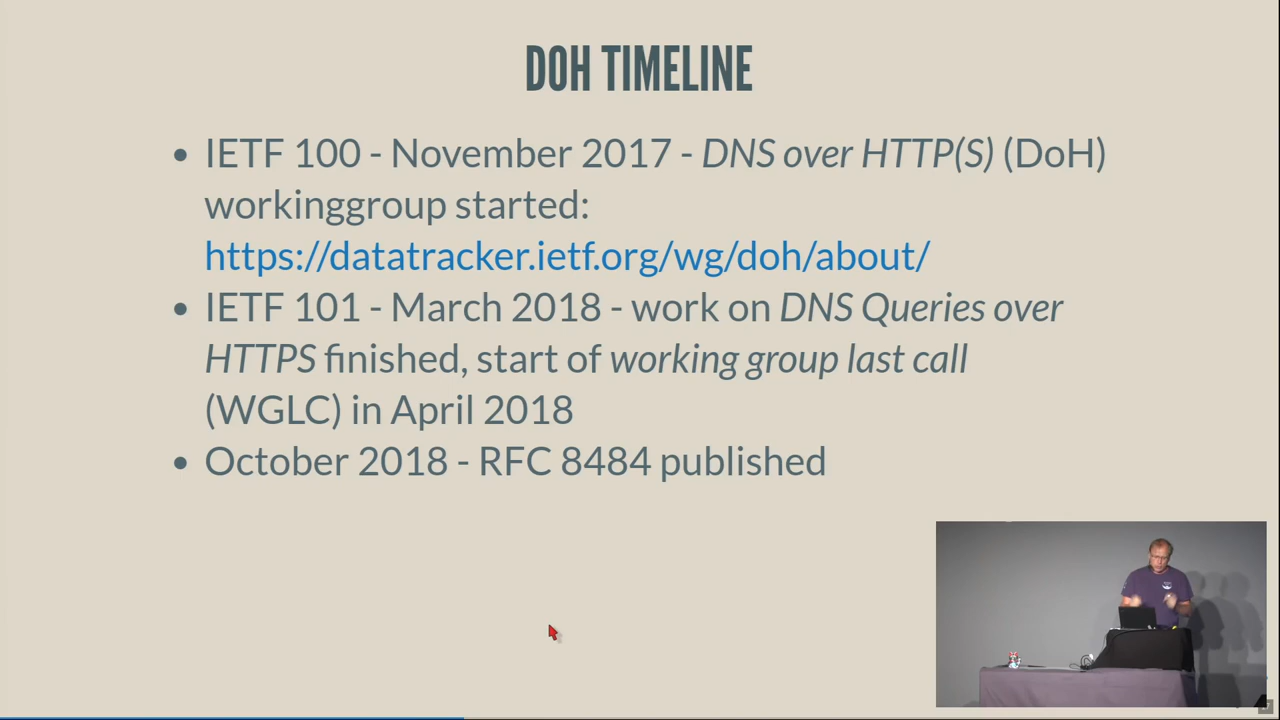 DOH TIMELINE
IETF 100 - November 2017 - DNS over HTTP(S) (DoH)
workinggroup started:
https://datatracker.ietf.org/wg/doh/about/
IETF 101 - March 2018 - work on DNS Queries over
HTTPS finished, start of working group last call
(WGLC) in April 2018
October 2018 - RFC 8484 published